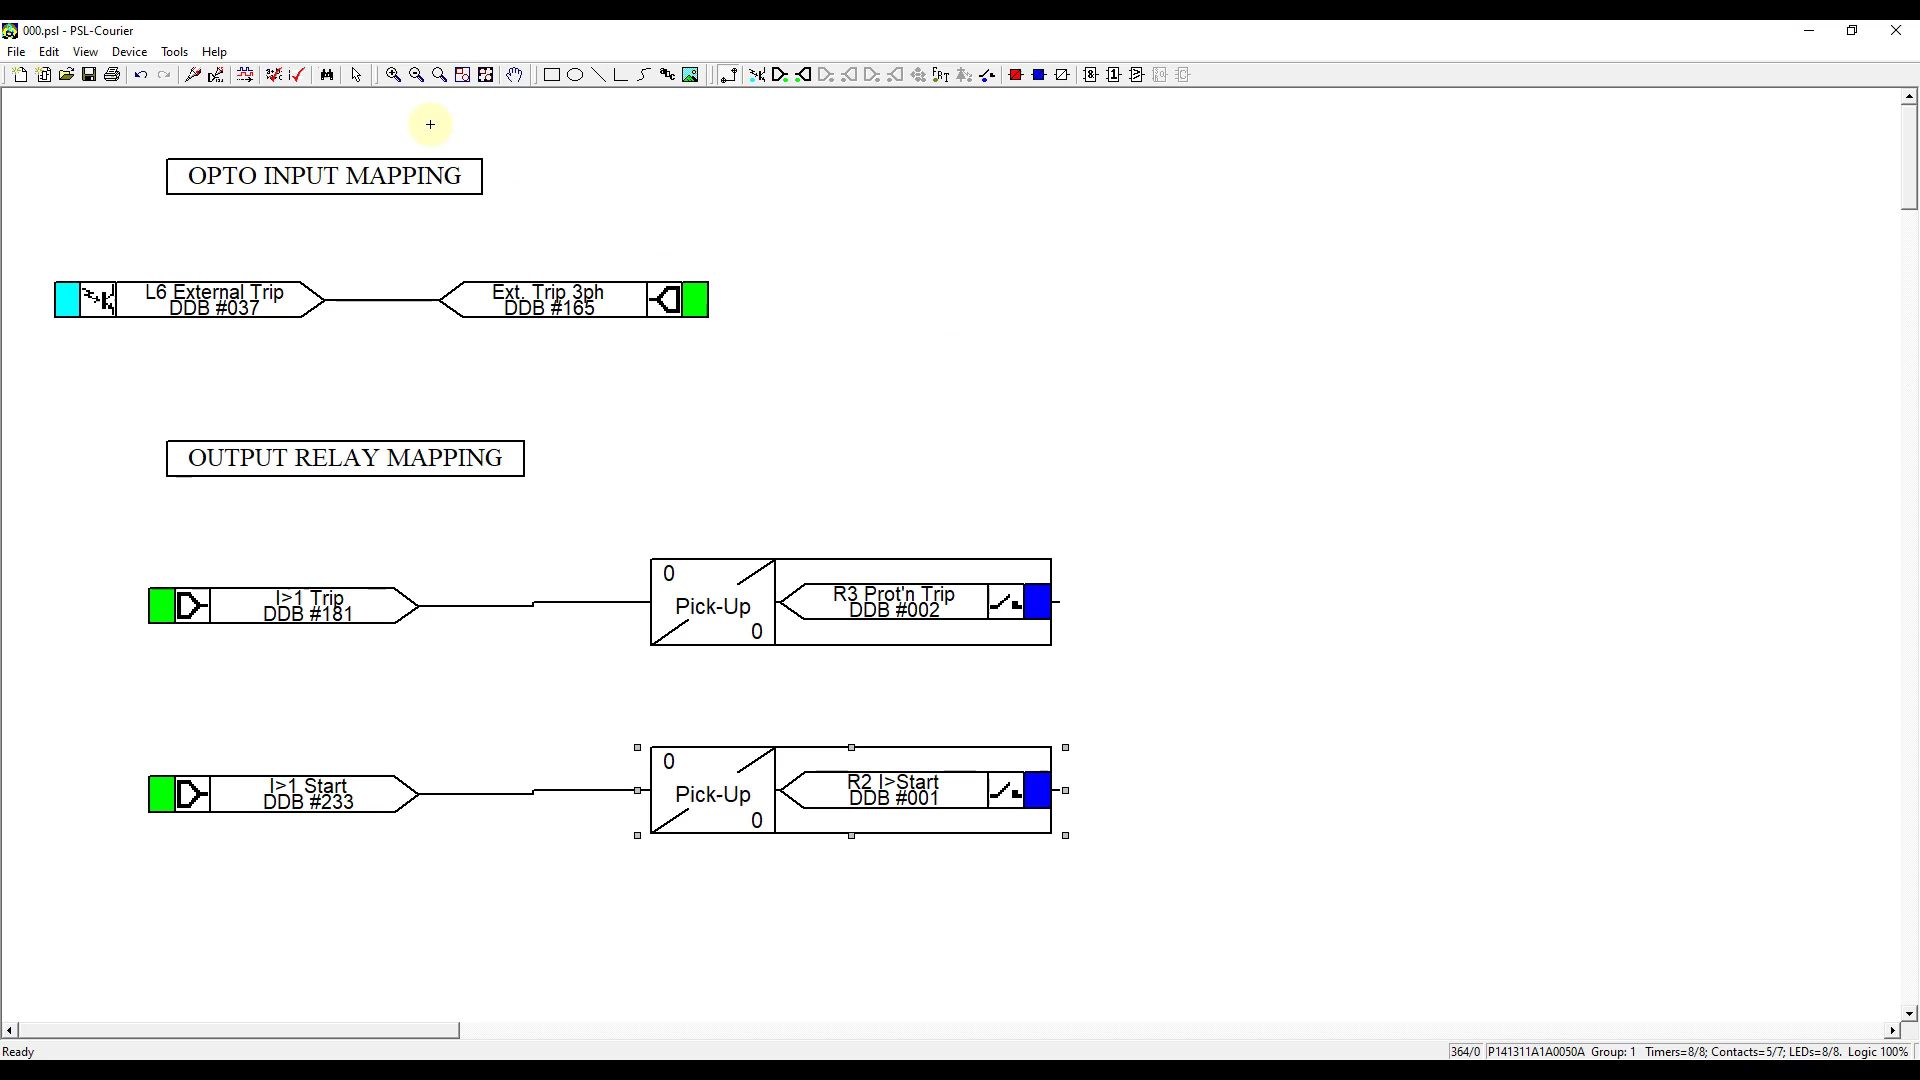 000.psl - PSL-Courier
File Edit View Device Tools Help
OPTO INPUT MAPPING
L6 External Trip
DDB #037
Ext. Trip 3ph
DDB #165
OUTPUT RELAY MAPPING
I>1 Trip
DDB #181
0
Pick-Up
0
R3 Prot'n Trip
DDB #002
I>1 Start
DDB #233
0
Pick-Up
0
R2 I>Start
DDB #001
Ready
364/0 P141311A1A0050A Group: 1 Timers=8/8; Contacts=5/7; LEDs=8/8. Logic 100%